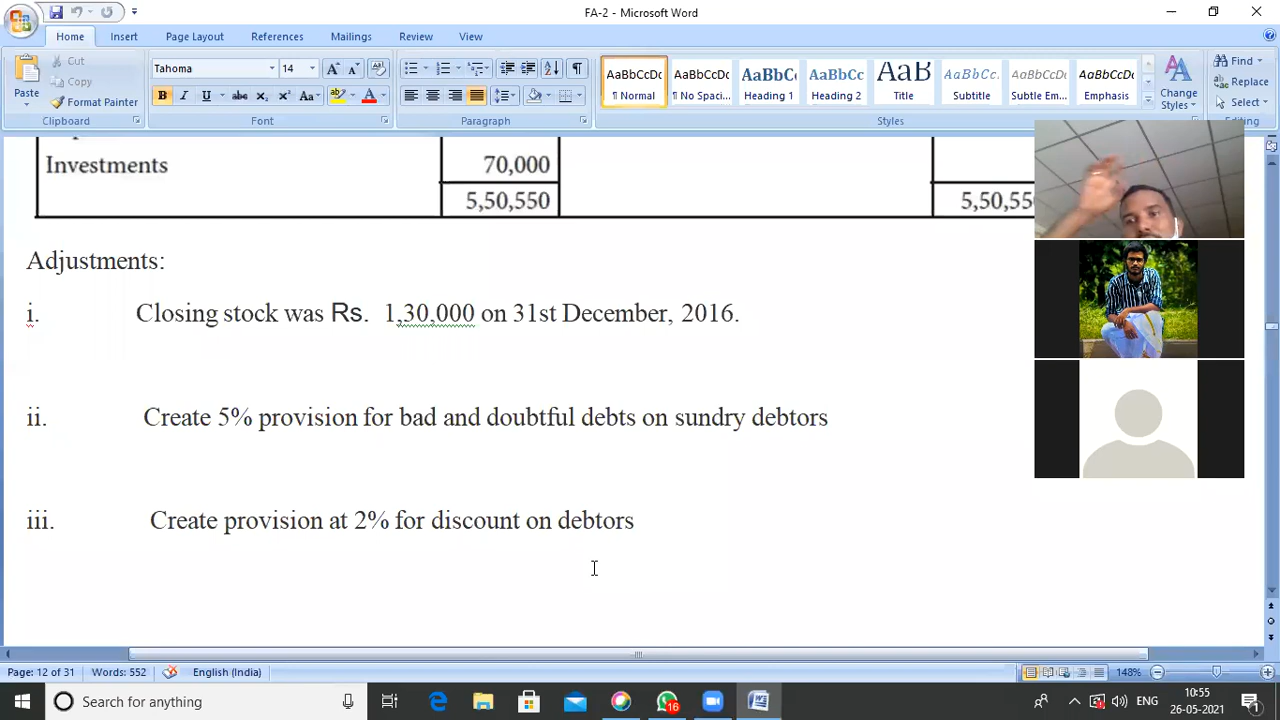 FA-2 - Microsoft Word
Home Insert Page Layout References Mailings Review View
Paste Cut Copy Format Painter
Tahoma 14
AaBbCcDc AaBbCcDc AaBbC AaBbCc AaB AaBbCc. AaBbCcDc AaBbCcDc
¶ Normal ¶ No Spaci... Heading 1 Heading 2 Title Subtitle Subtle Em... Emphasis
Change Styles
Find Replace Select
Clipboard Font Paragraph Styles Editing
Investments 70,000
5,50,550 5,50,55
Adjustments:
i. Closing stock was Rs. 1,30,000 on 31st December, 2016.
ii. Create 5% provision for bad and doubtful debts on sundry debtors
iii. Create provision at 2% for discount on debtors
Page: 12 of 31 Words: 552 English (India) 148%
Search for anything 16 ENG 10:55 26-05-2021 1